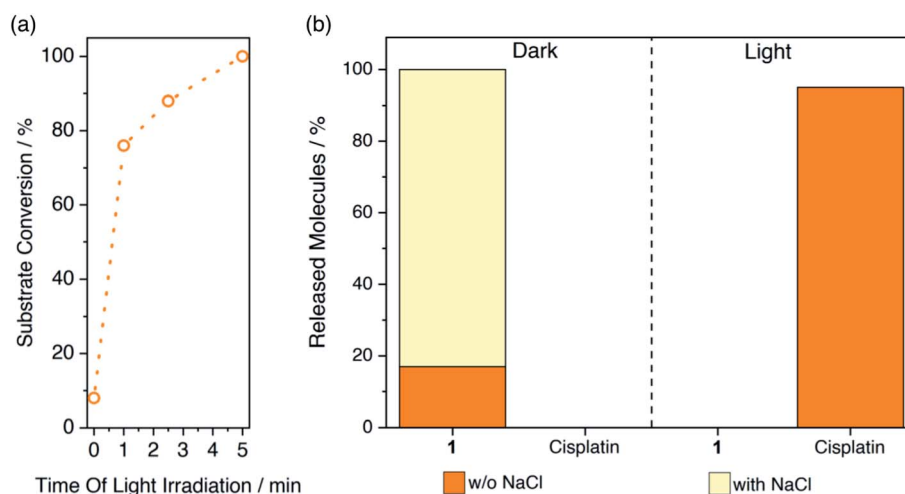 (a)
Substrate Conversion / %
100
80
60
40
20
0
0 1 2 3 4 5
Time Of Light Irradiation / min
(b)
Dark Light
Released Molecules / %
100
80
60
40
20
0
1 Cisplatin 1 Cisplatin
w/o NaCl with NaCl